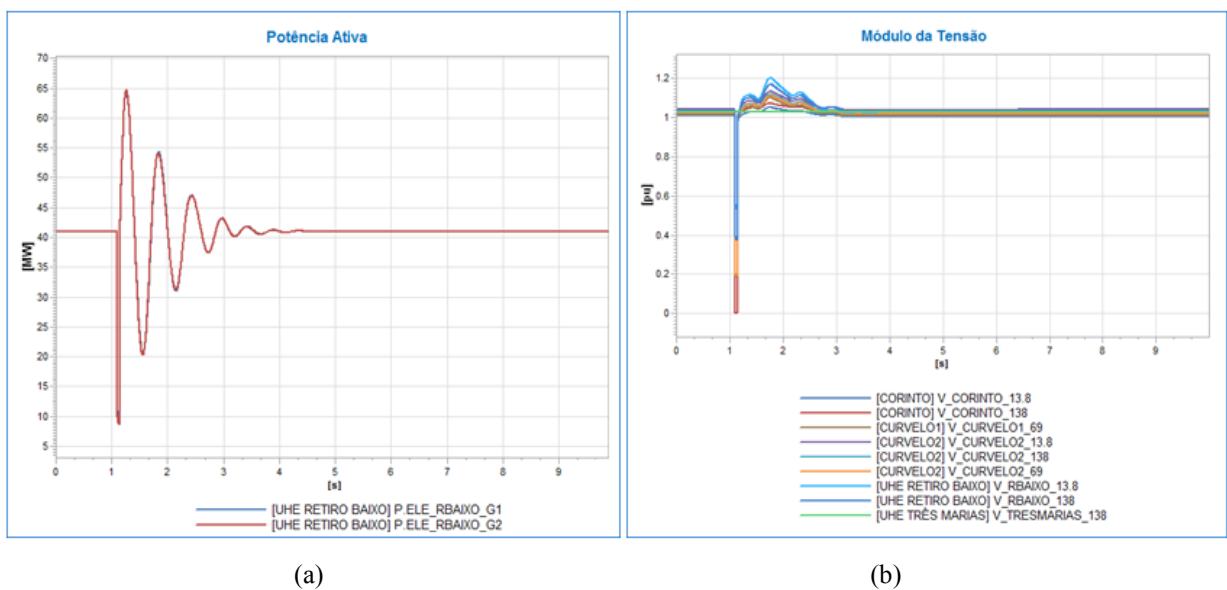 Potência Ativa
70
65
60
55
50
45
40
35
30
25
20
15
10
5
[MW]
0 1 2 3 4 5 6 7 8 9
[s]
[UHE RETIRO BAIXO] P.ELE_RBAIXO_G1
[UHE RETIRO BAIXO] P.ELE_RBAIXO_G2
(a)
Módulo da Tensão
1.2
1
0.8
0.6
0.4
0.2
0
[pu]
0 1 2 3 4 5 6 7 8 9
[s]
[CORINTO] V_CORINTO_13.8
[CORINTO] V_CORINTO_138
[CURVELO1] V_CURVELO1_69
[CURVELO2] V_CURVELO2_13.8
[CURVELO2] V_CURVELO2_138
[CURVELO2] V_CURVELO2_69
[UHE RETIRO BAIXO] V_RBAIXO_13.8
[UHE RETIRO BAIXO] V_RBAIXO_138
[UHE TRÊS MARIAS] V_TRESMARIAS_138
(b)